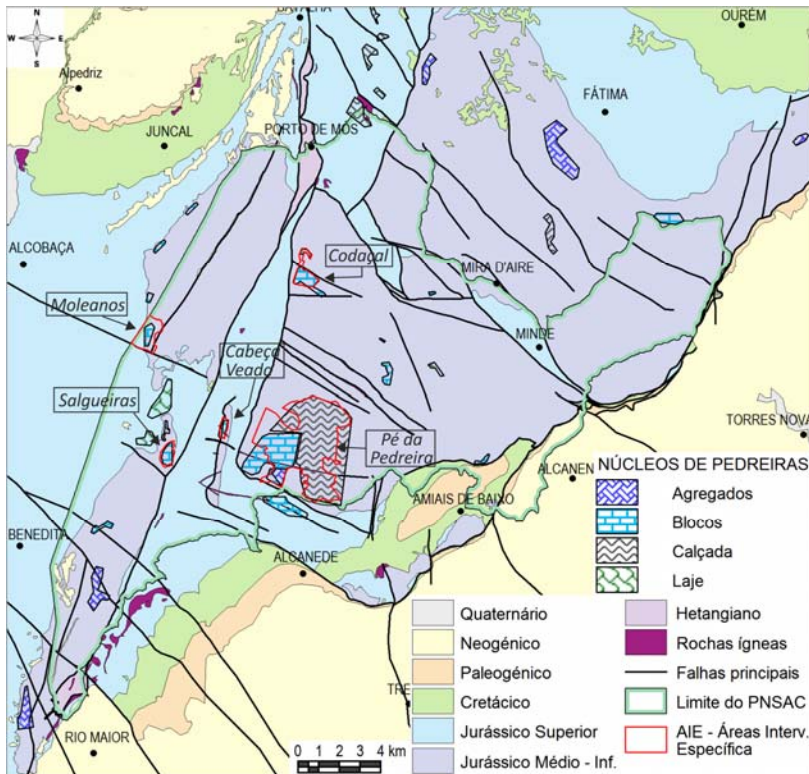 BATALHA
OURÉM
N
W E
S
Alpedriz
FÁTIMA
JUNCAL
PORTO DE MÓS
ALCOBAÇA
Codaçal
MIRA D'AIRE
Moleanos
MINDE
Cabeça
Veado
Salgueiras
TORRES NOVA
Pé da
Pedreira
NÚCLEOS DE PEDREIRAS
ALCANEN
Agregados
AMIAIS DE BAIXO
Blocos
BENEDITA
Calçada
ALCANEDE
Laje
Quaternário
Hetangiano
Neogénico
Rochas ígneas
Paleogénico
Falhas principais
TRE
Cretácico
Limite do PNSAC
Jurássico Superior
AIE - Áreas Interv.
Específica
RIO MAIOR
0 1 2 4 km
Jurássico Médio - Inf.